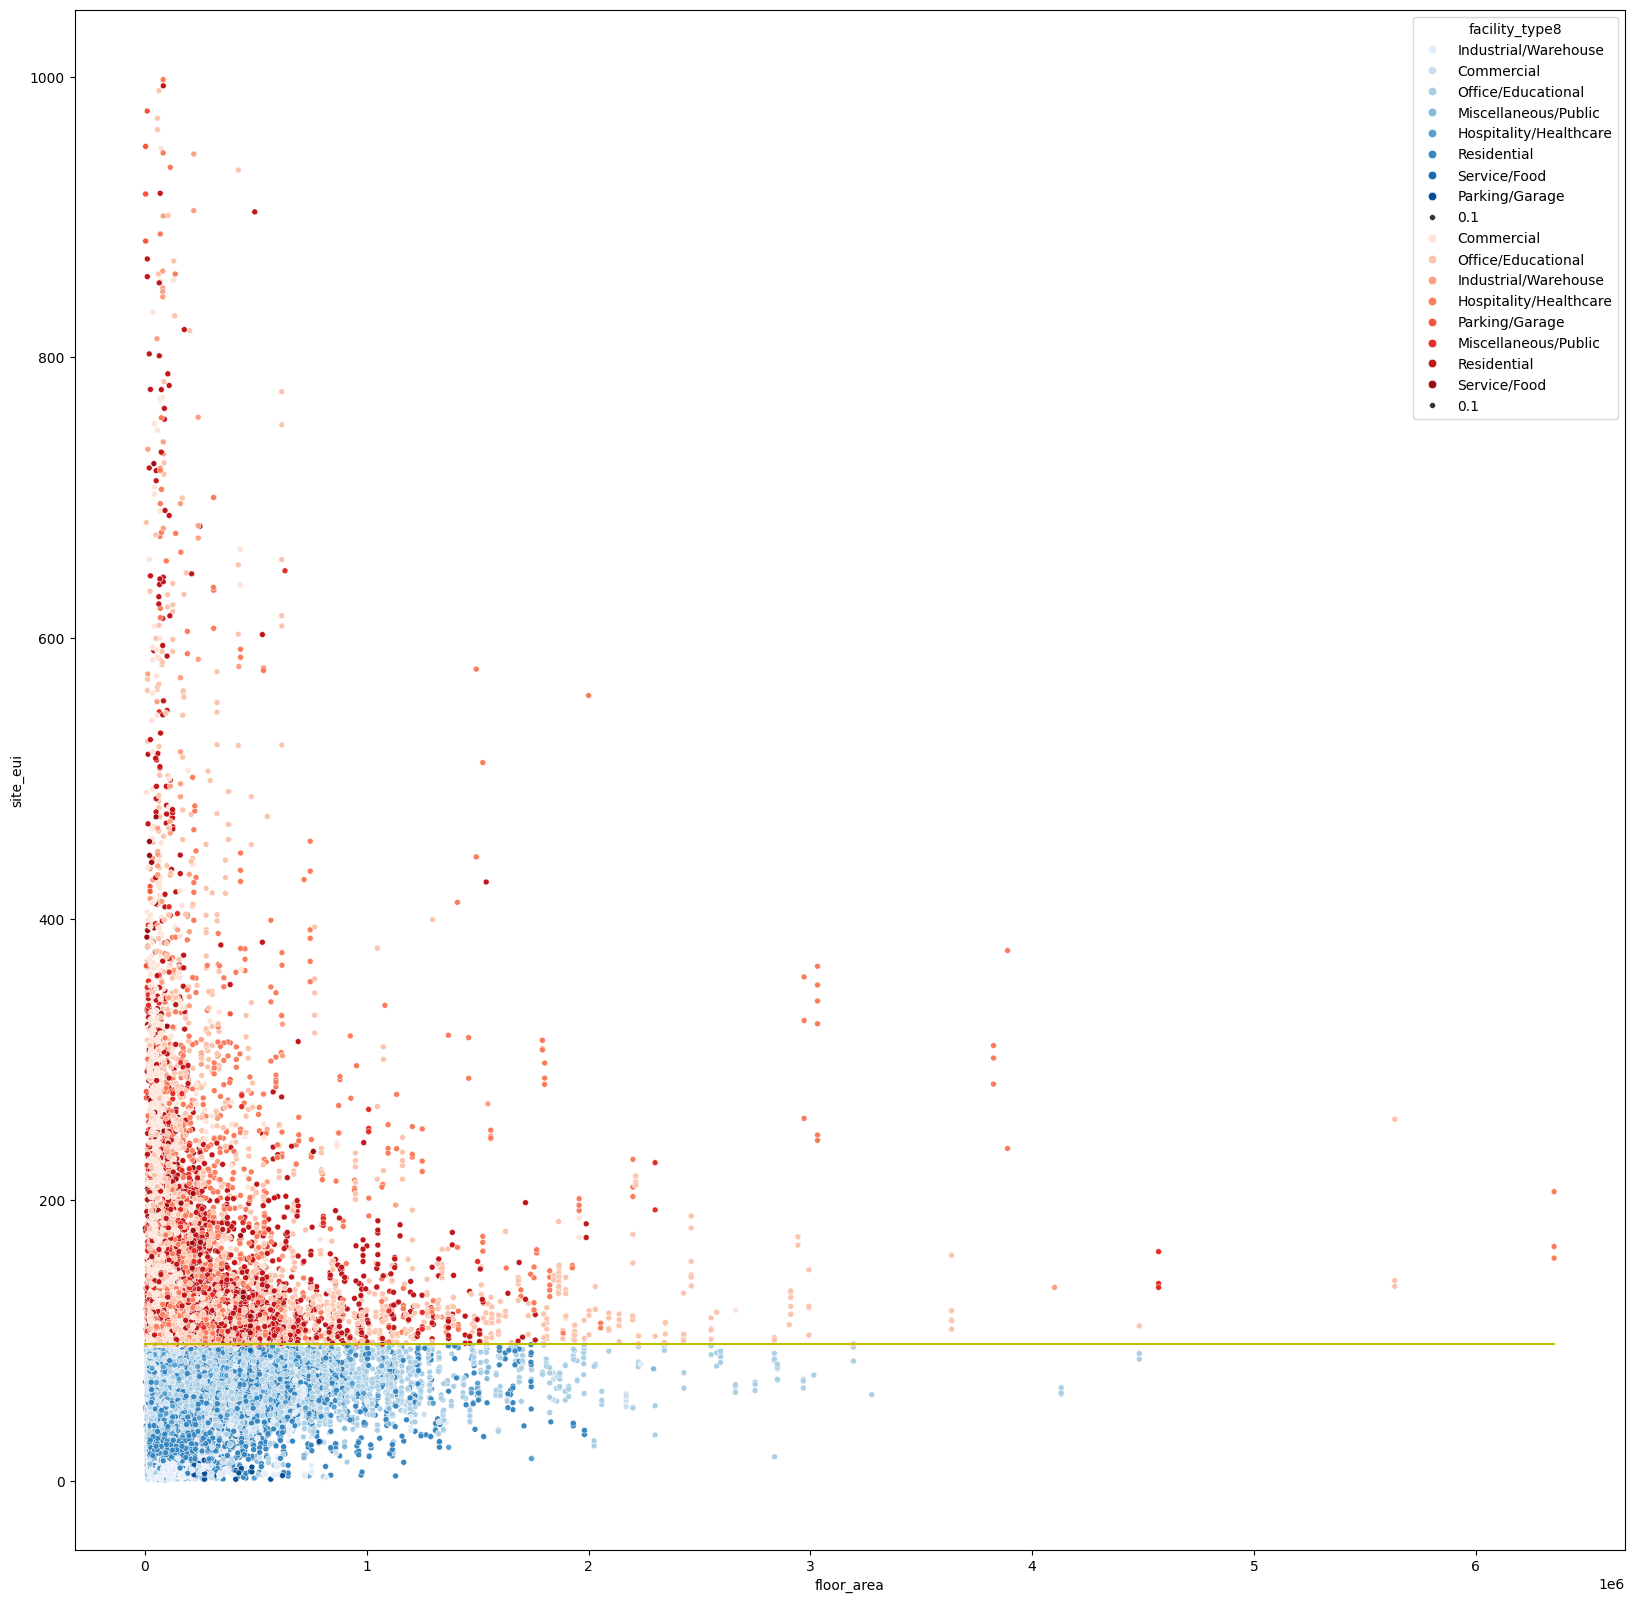 facility_type8
Industrial/Warehouse
Commercial
Office/Educational
Miscellaneous/Public
Hospitality/Healthcare
Residential
Service/Food
Parking/Garage
0.1
Commercial
Office/Educational
Industrial/Warehouse
Hospitality/Healthcare
Parking/Garage
Miscellaneous/Public
Residential
Service/Food
0.1
1000
800
600
400
200
0
site_eui
0 1 2 3 4 5 6
1e6
floor_area